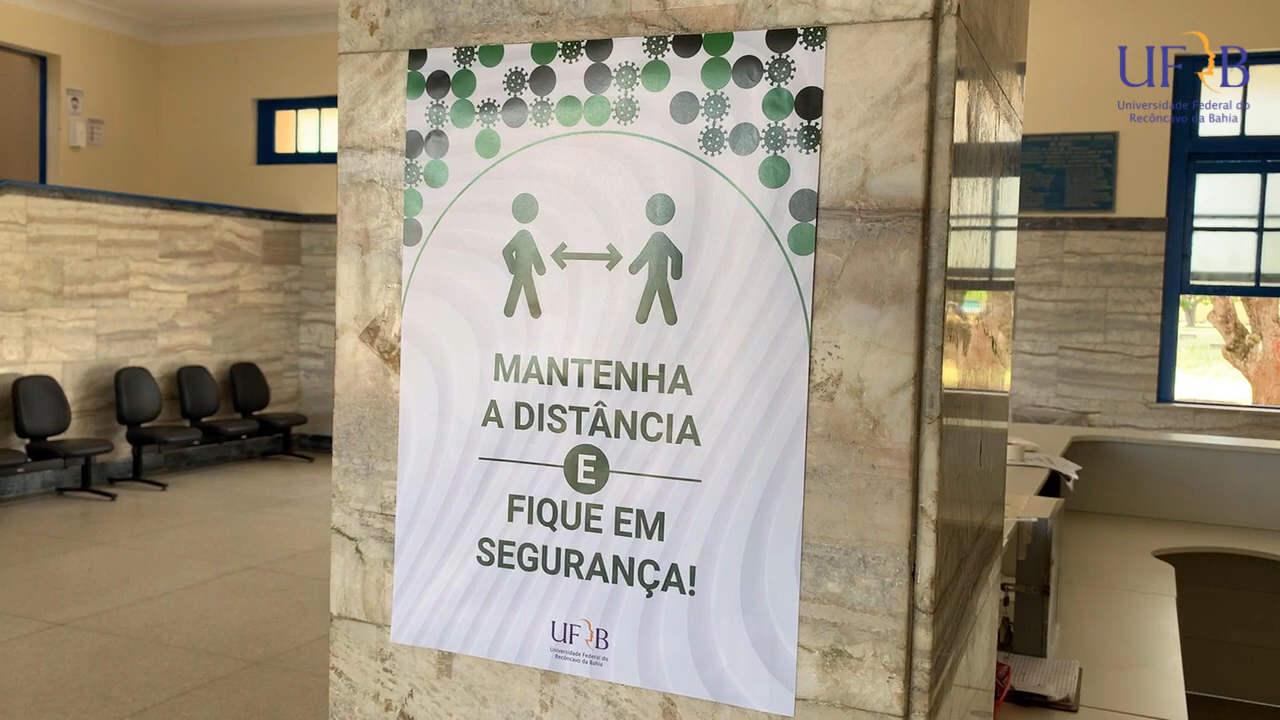 UFRB
Universidade Federal do
Recôncavo da Bahia
MANTENHA
A DISTÂNCIA
E
FIQUE EM
SEGURANÇA!
UFRB
Universidade Federal do
Recôncavo da Bahia